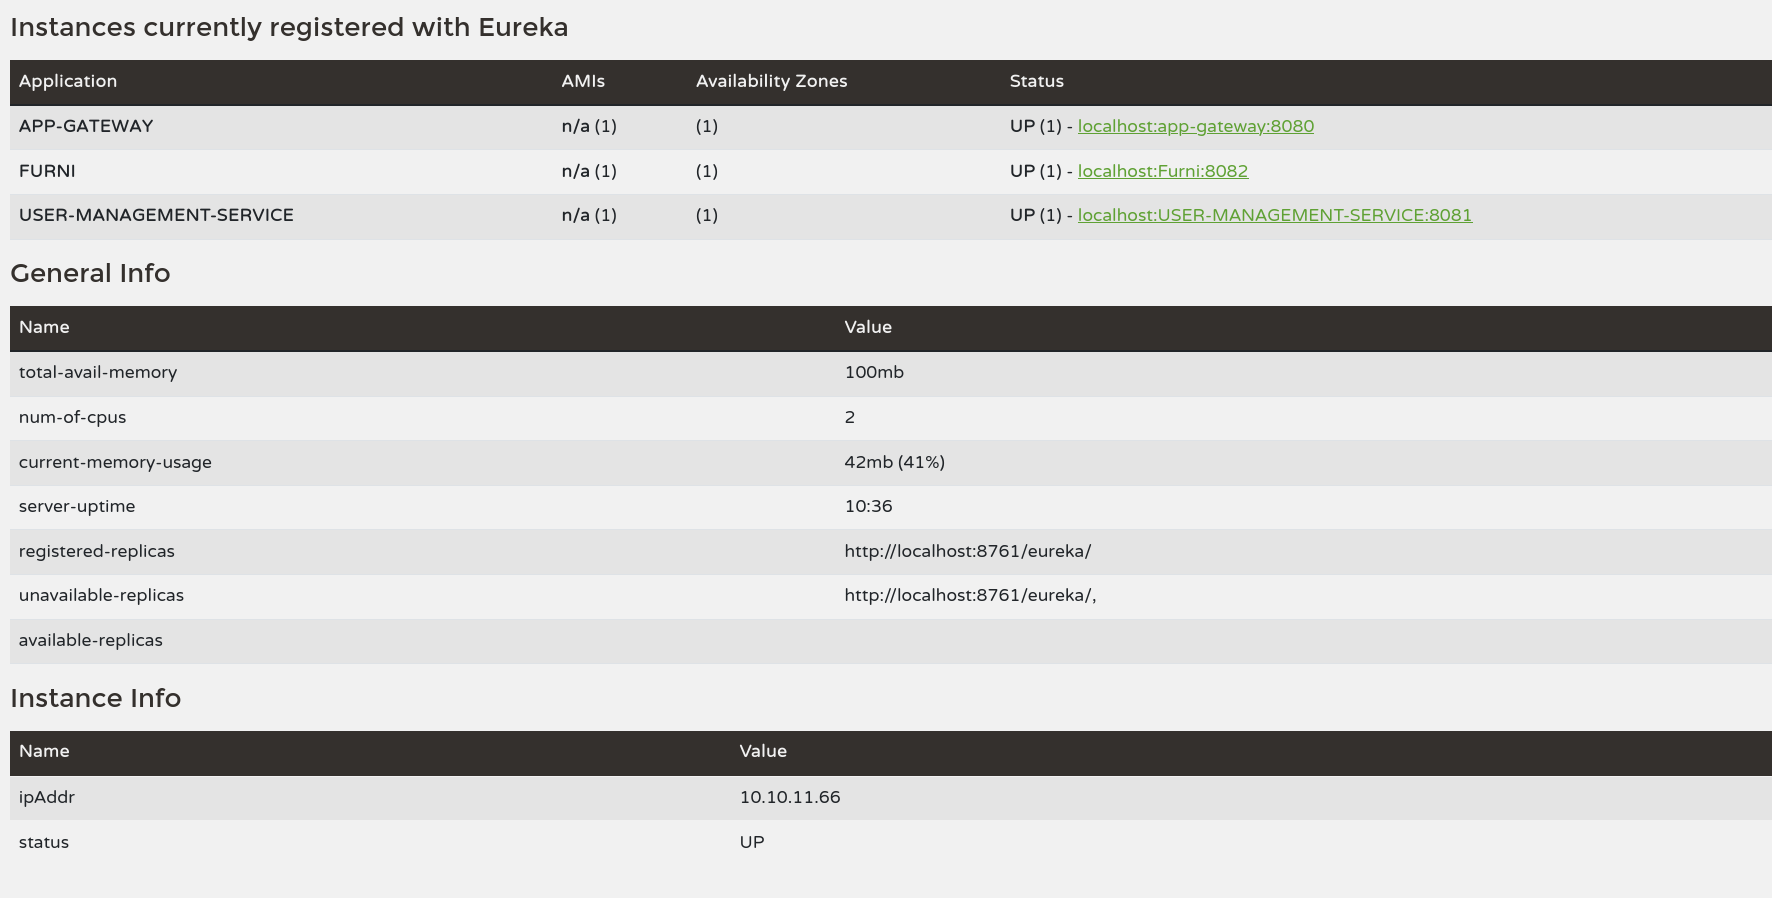 Instances currently registered with Eureka
Application AMIs Availability Zones Status
APP-GATEWAY n/a (1) (1) UP (1) - localhost:app-gateway:8080
FURNI n/a (1) (1) UP (1) - localhost:Furni:8082
USER-MANAGEMENT-SERVICE n/a (1) (1) UP (1) - localhost:USER-MANAGEMENT-SERVICE:8081
General Info
Name Value
total-avail-memory 100mb
num-of-cpus 2
current-memory-usage 42mb (41%)
server-uptime 10:36
registered-replicas http://localhost:8761/eureka/
unavailable-replicas http://localhost:8761/eureka/,
available-replicas
Instance Info
Name Value
ipAddr 10.10.11.66
status UP